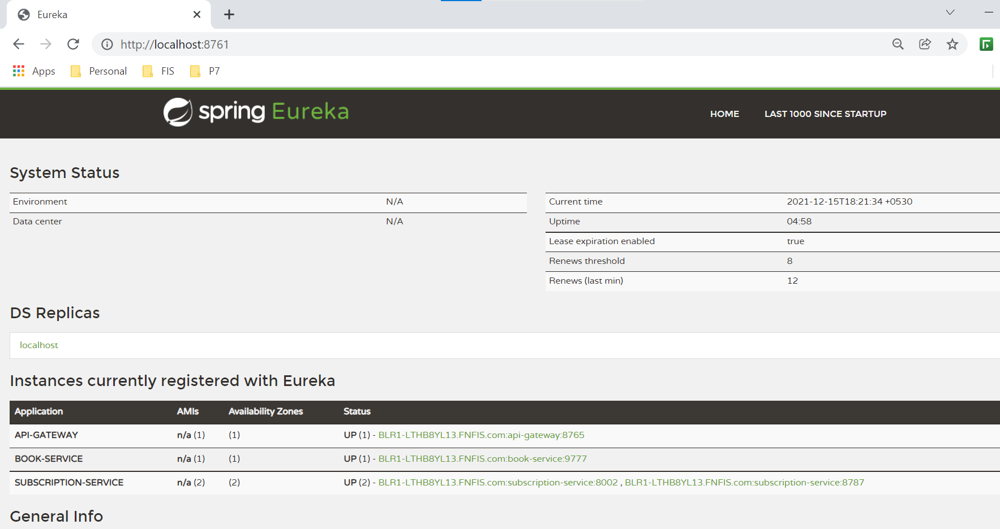 Eureka
http://localhost:8761
Apps Personal FIS P7
spring Eureka
HOME LAST 1000 SINCE STARTUP
System Status
Environment N/A
Data center N/A
Current time 2021-12-15T18:21:34 +0530
Uptime 04:58
Lease expiration enabled true
Renews threshold 8
Renews (last min) 12
DS Replicas
localhost
Instances currently registered with Eureka
Application AMIs Availability Zones Status
API-GATEWAY n/a (1) (1) UP (1) - BLR1-LTHB8YL13.FNFIS.com:api-gateway:8765
BOOK-SERVICE n/a (1) (1) UP (1) - BLR1-LTHB8YL13.FNFIS.com:book-service:9777
SUBSCRIPTION-SERVICE n/a (2) (2) UP (2) - BLR1-LTHB8YL13.FNFIS.com:subscription-service:8002 , BLR1-LTHB8YL13.FNFIS.com:subscription-service:8787
General Info